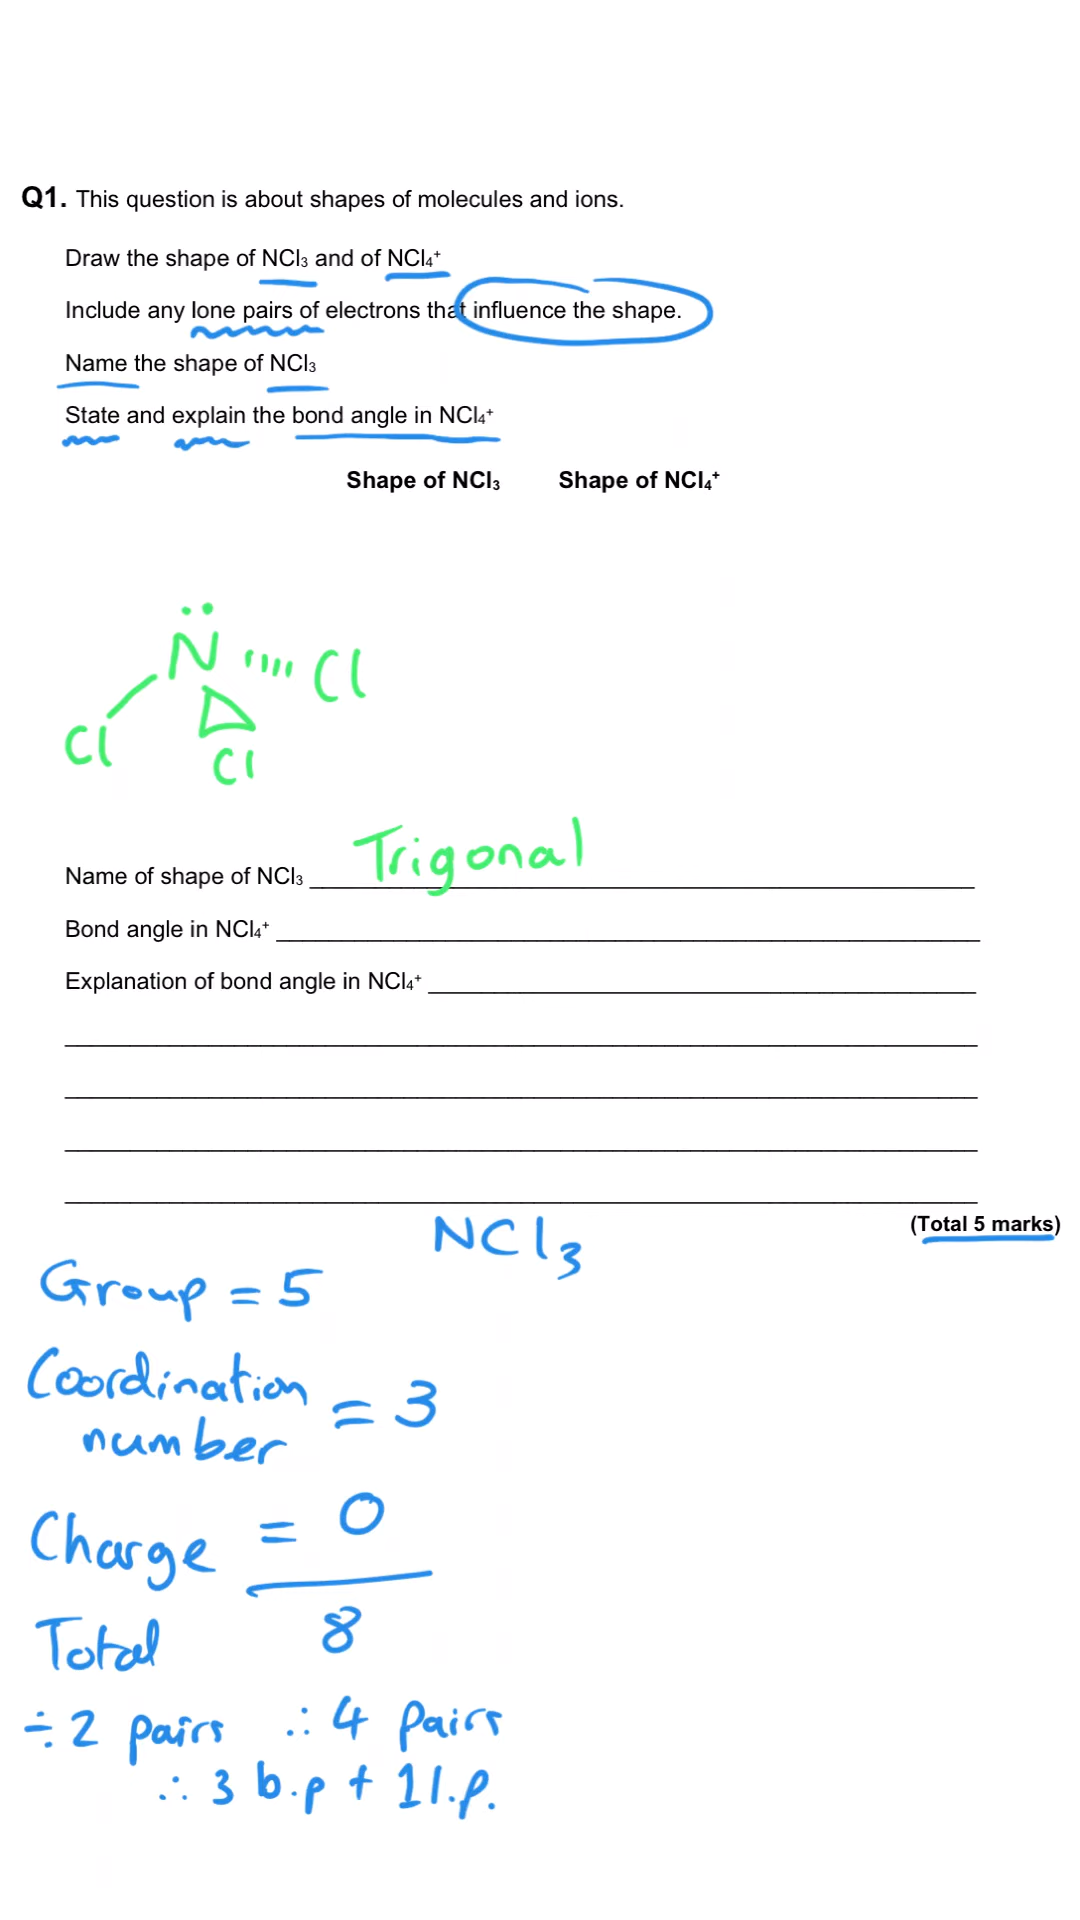 Q1. This question is about shapes of molecules and ions.
Draw the shape of NCl₃ and of NCl₄⁺
Include any lone pairs of electrons that influence the shape.
Name the shape of NCl₃
State and explain the bond angle in NCl₄⁺
Shape of NCl₃ Shape of NCl₄⁺
N Cl
Cl
Cl
Name of shape of NCl₃ Trigonal
Bond angle in NCl₄⁺
Explanation of bond angle in NCl₄⁺
(Total 5 marks)
NCl₃
Group = 5
Coordination number = 3
Charge = 0
Total 8
÷ 2 pairs ∴ 4 pairs
∴ 3 b.p + 1 l.p.